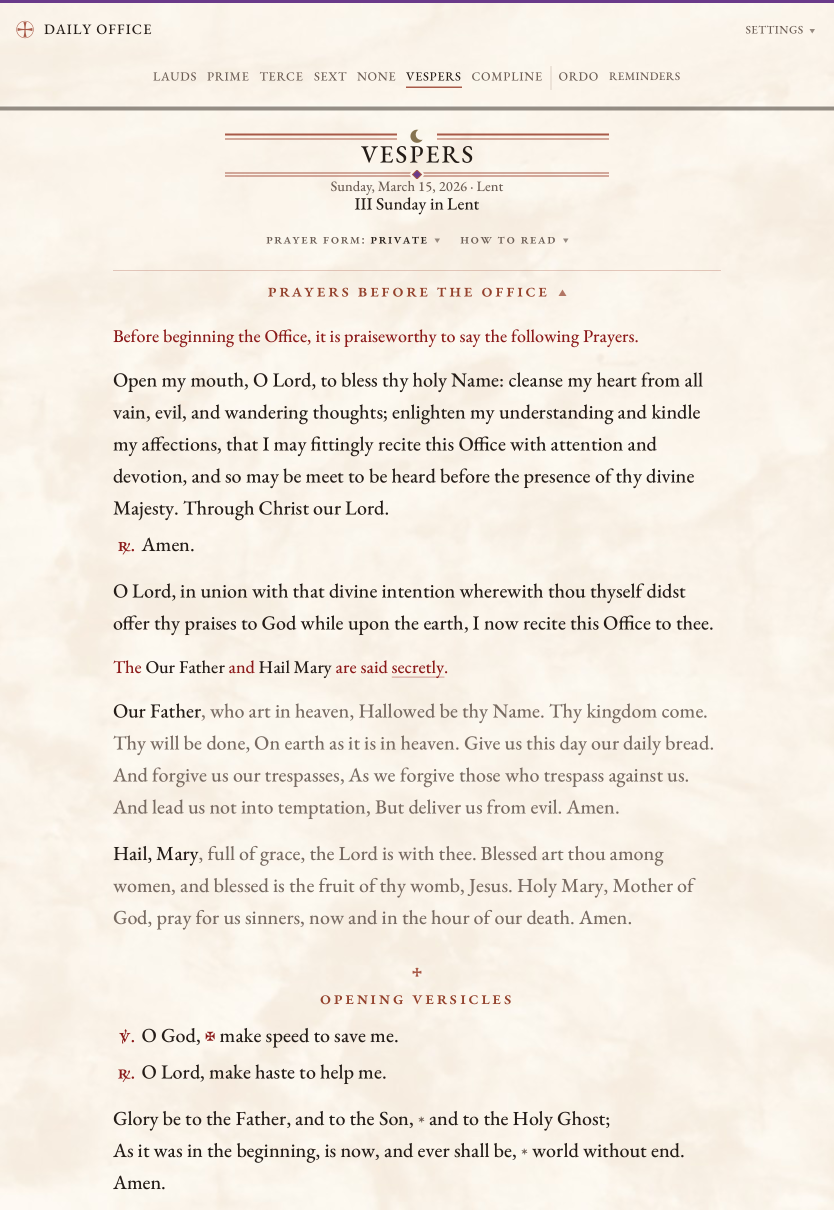 DAILY OFFICE
SETTINGS ▼
LAUDS PRIME TERCE SEXT NONE VESPERS COMPLINE ORDO REMINDERS
VESPERS
Sunday, March 15, 2026 · Lent
III Sunday in Lent
PRAYER FORM: PRIVATE ▼ HOW TO READ ▼
PRAYERS BEFORE THE OFFICE ▲
Before beginning the Office, it is praiseworthy to say the following Prayers.
Open my mouth, O Lord, to bless thy holy Name: cleanse my heart from all
vain, evil, and wandering thoughts; enlighten my understanding and kindle
my affections, that I may fittingly recite this Office with attention and
devotion, and so may be meet to be heard before the presence of thy divine
Majesty. Through Christ our Lord.
℟. Amen.
O Lord, in union with that divine intention wherewith thou thyself didst
offer thy praises to God while upon the earth, I now recite this Office to thee.
The Our Father and Hail Mary are said secretly.
Our Father, who art in heaven, Hallowed be thy Name. Thy kingdom come.
Thy will be done, On earth as it is in heaven. Give us this day our daily bread.
And forgive us our trespasses, As we forgive those who trespass against us.
And lead us not into temptation, But deliver us from evil. Amen.
Hail, Mary, full of grace, the Lord is with thee. Blessed art thou among
women, and blessed is the fruit of thy womb, Jesus. Holy Mary, Mother of
God, pray for us sinners, now and in the hour of our death. Amen.
OPENING VERSICLES
℣. O God, ✠ make speed to save me.
℟. O Lord, make haste to help me.
Glory be to the Father, and to the Son, * and to the Holy Ghost;
As it was in the beginning, is now, and ever shall be, * world without end.
Amen.